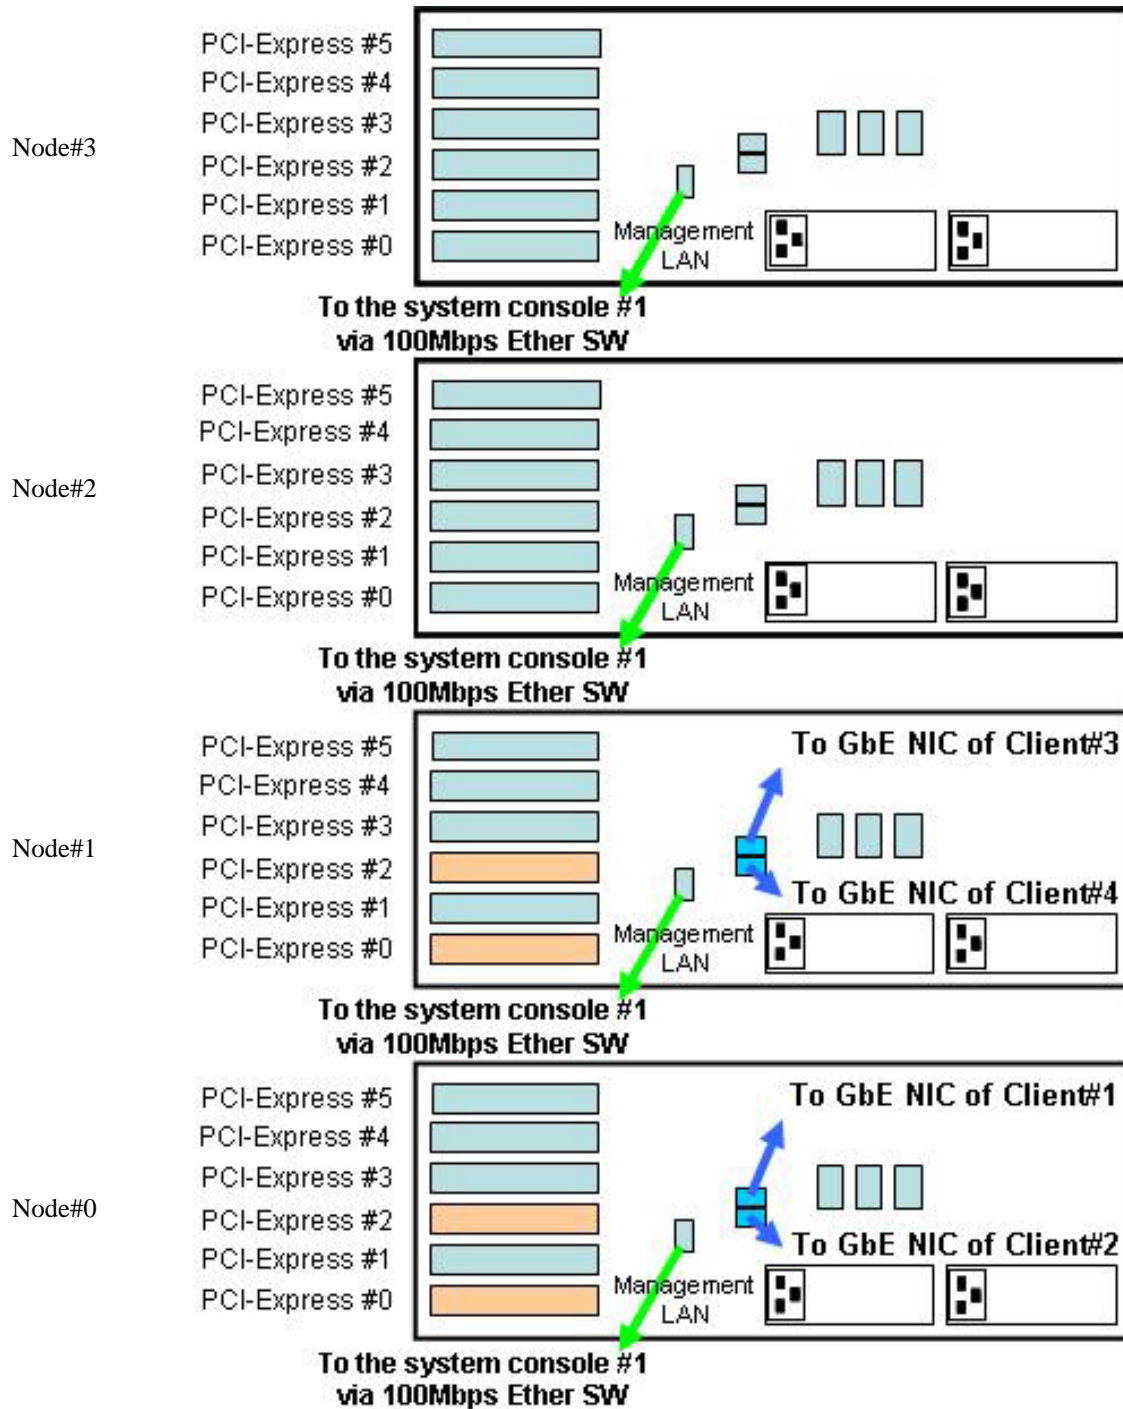 PCI-Express #5
PCI-Express #4
PCI-Express #3
Node#3
PCI-Express #2
PCI-Express #1
PCI-Express #0
Management
LAN
To the system console #1
via 100Mbps Ether SW
PCI-Express #5
PCI-Express #4
PCI-Express #3
Node#2
PCI-Express #2
PCI-Express #1
PCI-Express #0
Management
LAN
To the system console #1
via 100Mbps Ether SW
PCI-Express #5
To GbE NIC of Client#3
PCI-Express #4
PCI-Express #3
Node#1
PCI-Express #2
To GbE NIC of Client#4
PCI-Express #1
PCI-Express #0
Management
LAN
To the system console #1
via 100Mbps Ether SW
PCI-Express #5
To GbE NIC of Client#1
PCI-Express #4
PCI-Express #3
Node#0
PCI-Express #2
To GbE NIC of Client#2
PCI-Express #1
PCI-Express #0
Management
LAN
To the system console #1
via 100Mbps Ether SW